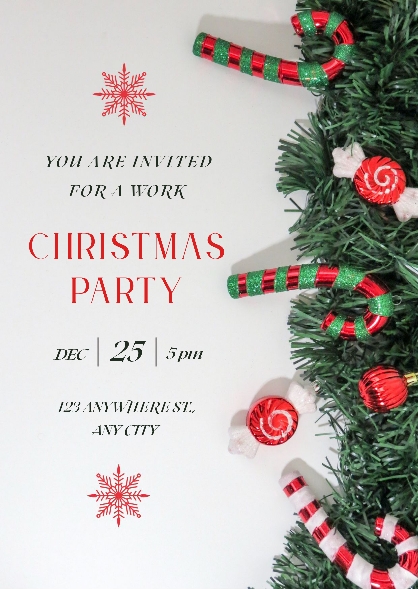 YOU ARE INVITED
FOR A WORK
CHRISTMAS
PARTY
DEC | 25 | 5 pm
123 ANYWHERE ST.,
ANY CITY